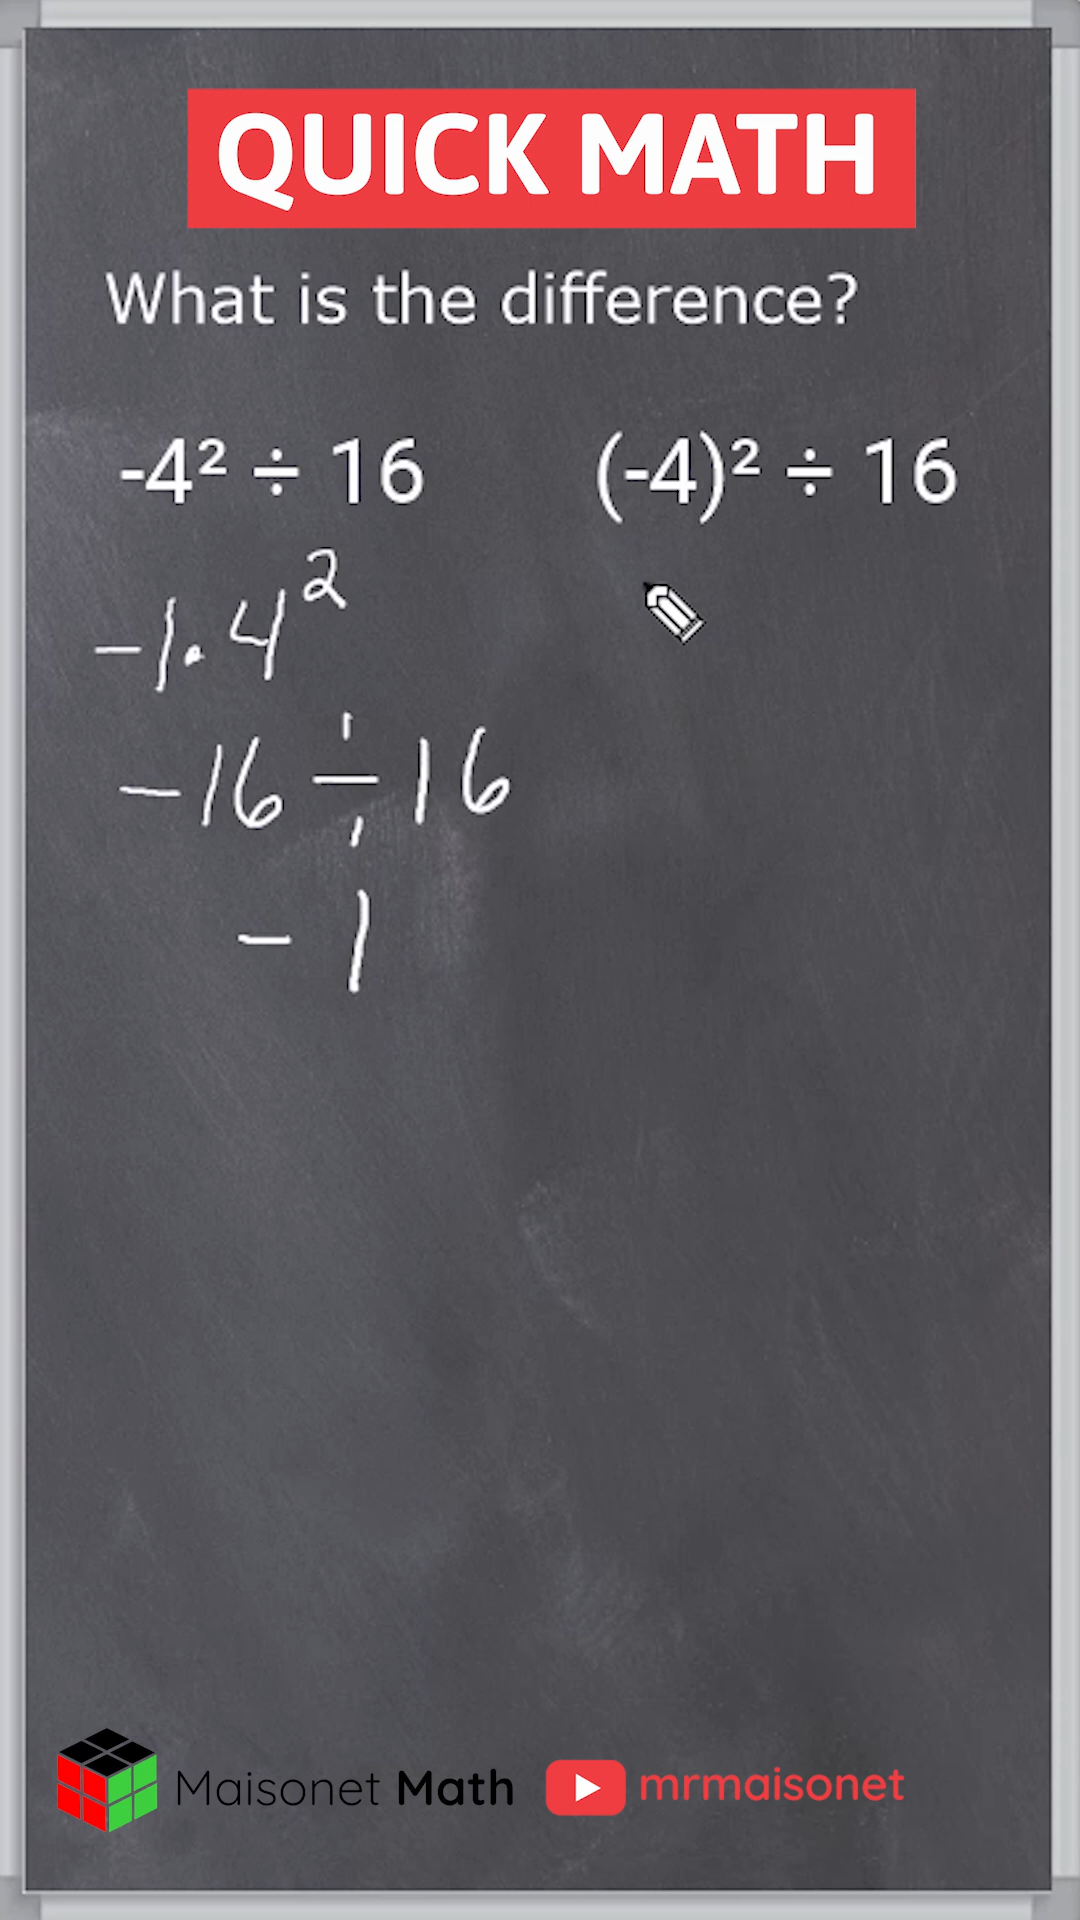 QUICK MATH
What is the difference?
-4² ÷ 16
(-4)² ÷ 16
-1·4²
-16 ÷ 16
-1
Maisonet Math
mrmaisonet